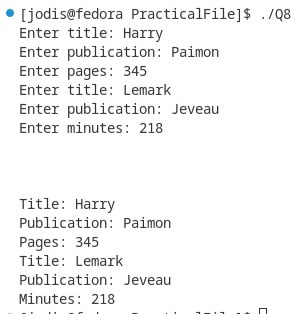 [jodis@fedora PracticalFile]$ ./Q8
Enter title: Harry
Enter publication: Paimon
Enter pages: 345
Enter title: Lemark
Enter publication: Jeveau
Enter minutes: 218
Title: Harry
Publication: Paimon
Pages: 345
Title: Lemark
Publication: Jeveau
Minutes: 218